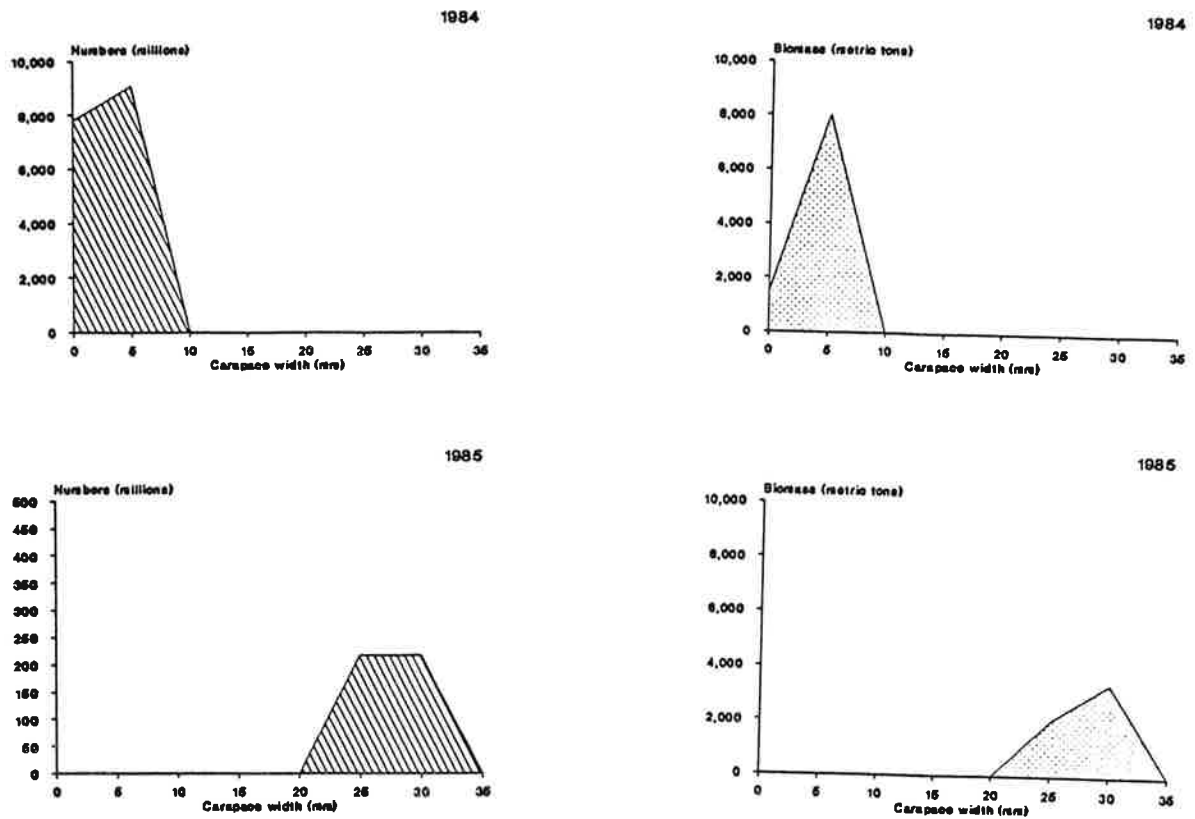 1984
Numbers (millions)
10,000
8,000
6,000
4,000
2,000
0
0 5 10 15 20 25 30 35
Carapace width (mm)
1984
Biomass (metric tons)
10,000
8,000
6,000
4,000
2,000
0
0 5 10 15 20 25 30 35
Carapace width (mm)
1985
Numbers (millions)
500
450
400
350
300
250
200
150
100
50
0
0 5 10 15 20 25 30 35
Carapace width (mm)
1985
Biomass (metric tons)
10,000
8,000
6,000
4,000
2,000
0
0 5 10 15 20 25 30 35
Carapace width (mm)